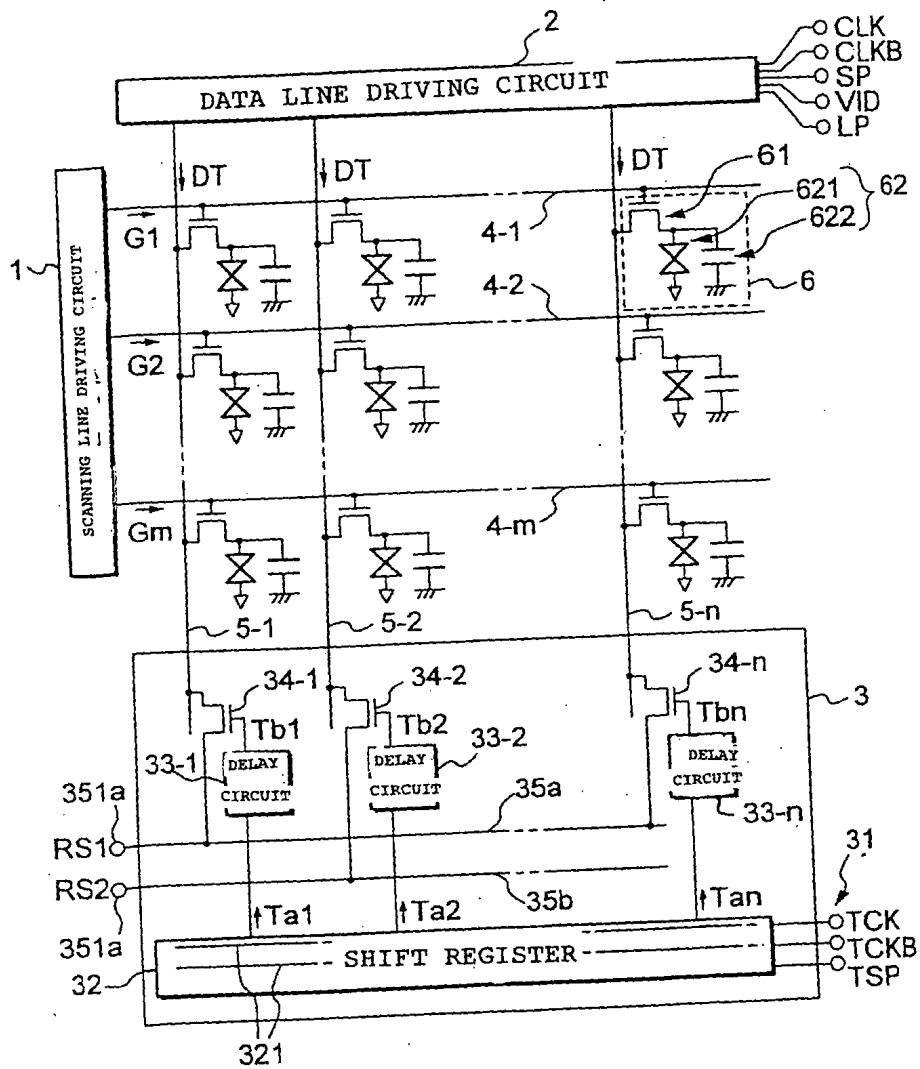 2
CLK
CLKB
SP
VID
LP
DATA LINE DRIVING CIRCUIT
DT
DT
DT
61
621
62
622
1
SCANNING LINE DRIVING CIRCUIT
G1
4-1
6
4-2
G2
Gm
4-m
5-1
5-2
5-n
34-1
34-2
34-n
3
Tb1
Tb2
Tbn
33-1
DELAY
CIRCUIT
33-2
DELAY
CIRCUIT
DELAY
CIRCUIT
33-n
351a
35a
RS1
31
RS2
35b
351a
Ta1
Ta2
Tan
TCK
TCKB
TSP
32
SHIFT REGISTER
321